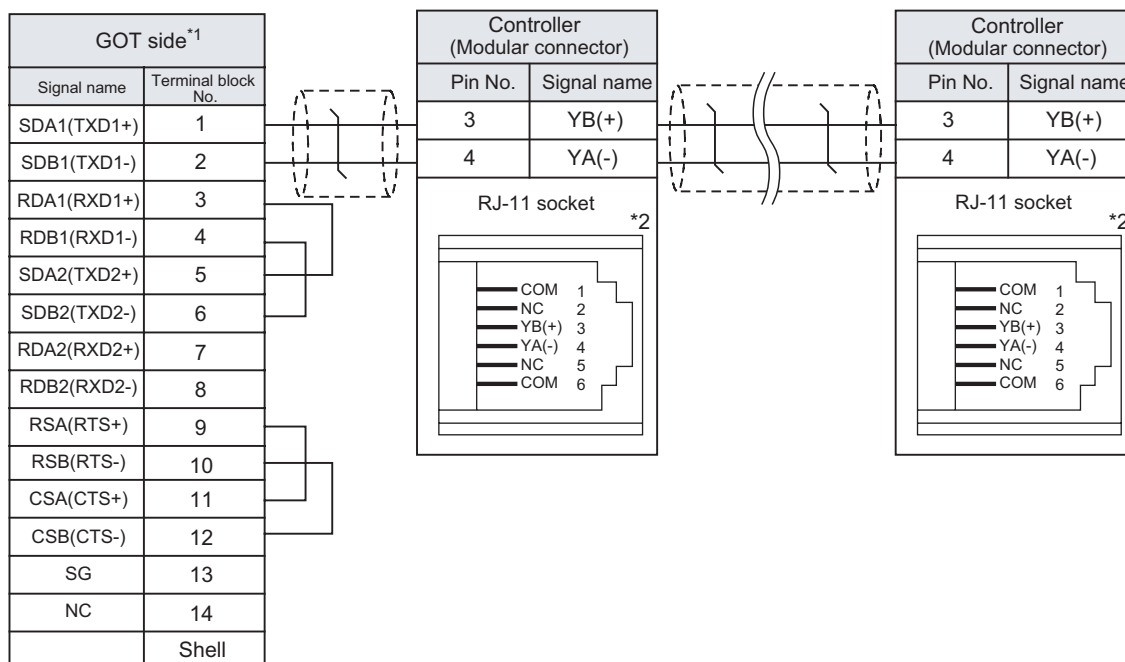 GOT side*1
Signal name Terminal block No.
SDA1(TXD1+) 1
SDB1(TXD1-) 2
RDA1(RXD1+) 3
RDB1(RXD1-) 4
SDA2(TXD2+) 5
SDB2(TXD2-) 6
RDA2(RXD2+) 7
RDB2(RXD2-) 8
RSA(RTS+) 9
RSB(RTS-) 10
CSA(CTS+) 11
CSB(CTS-) 12
SG 13
NC 14
Shell
Controller
(Modular connector)
Pin No. Signal name
3 YB(+)
4 YA(-)
RJ-11 socket
*2
COM 1
NC 2
YB(+) 3
YA(-) 4
NC 5
COM 6
Controller
(Modular connector)
Pin No. Signal name
3 YB(+)
4 YA(-)
RJ-11 socket
*2
COM 1
NC 2
YB(+) 3
YA(-) 4
NC 5
COM 6